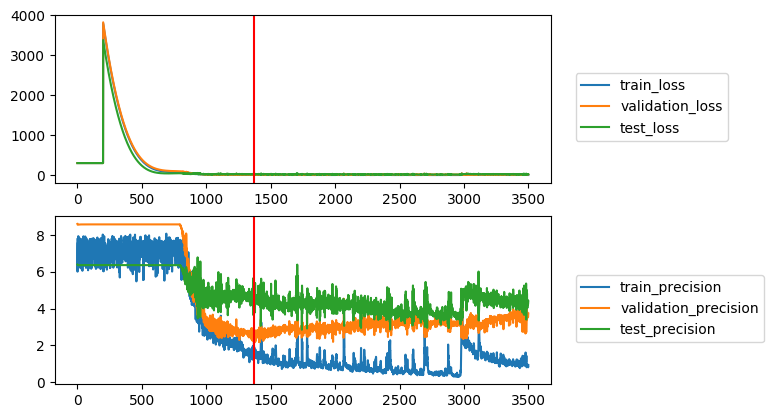 4000
3000
2000
1000
0
0 500 1000 1500 2000 2500 3000 3500
train_loss
validation_loss
test_loss
8
6
4
2
0
0 500 1000 1500 2000 2500 3000 3500
train_precision
validation_precision
test_precision